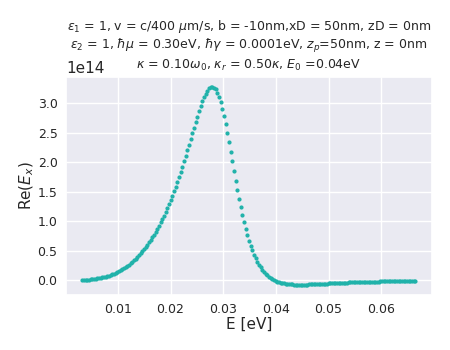 ε₁ = 1, v = c/400 μm/s, b = -10nm,xD = 50nm, zD = 0nm
ε₂ = 1, ℏμ = 0.30eV, ℏγ = 0.0001eV, zₚ=50nm, z = 0nm
κ = 0.10ω₀, κᵣ = 0.50κ, E₀ =0.04eV
1e14
3.0
2.5
2.0
1.5
1.0
0.5
0.0
Re(Eₓ)
0.01 0.02 0.03 0.04 0.05 0.06
E [eV]